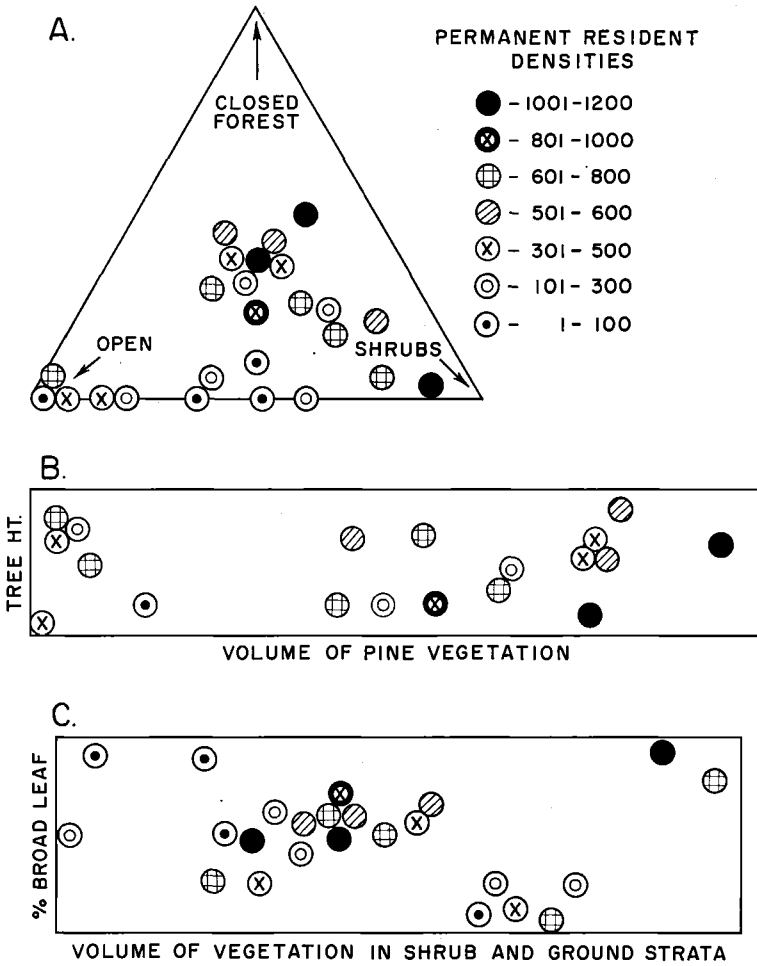 A.
PERMANENT RESIDENT
DENSITIES
CLOSED
FOREST
- 1001-1200
- 801-1000
- 601-800
- 501-600
- 301-500
- 101-300
- 1-100
OPEN
SHRUBS
B.
TREE HT.
VOLUME OF PINE VEGETATION
C.
% BROAD LEAF
VOLUME OF VEGETATION IN SHRUB AND GROUND STRATA